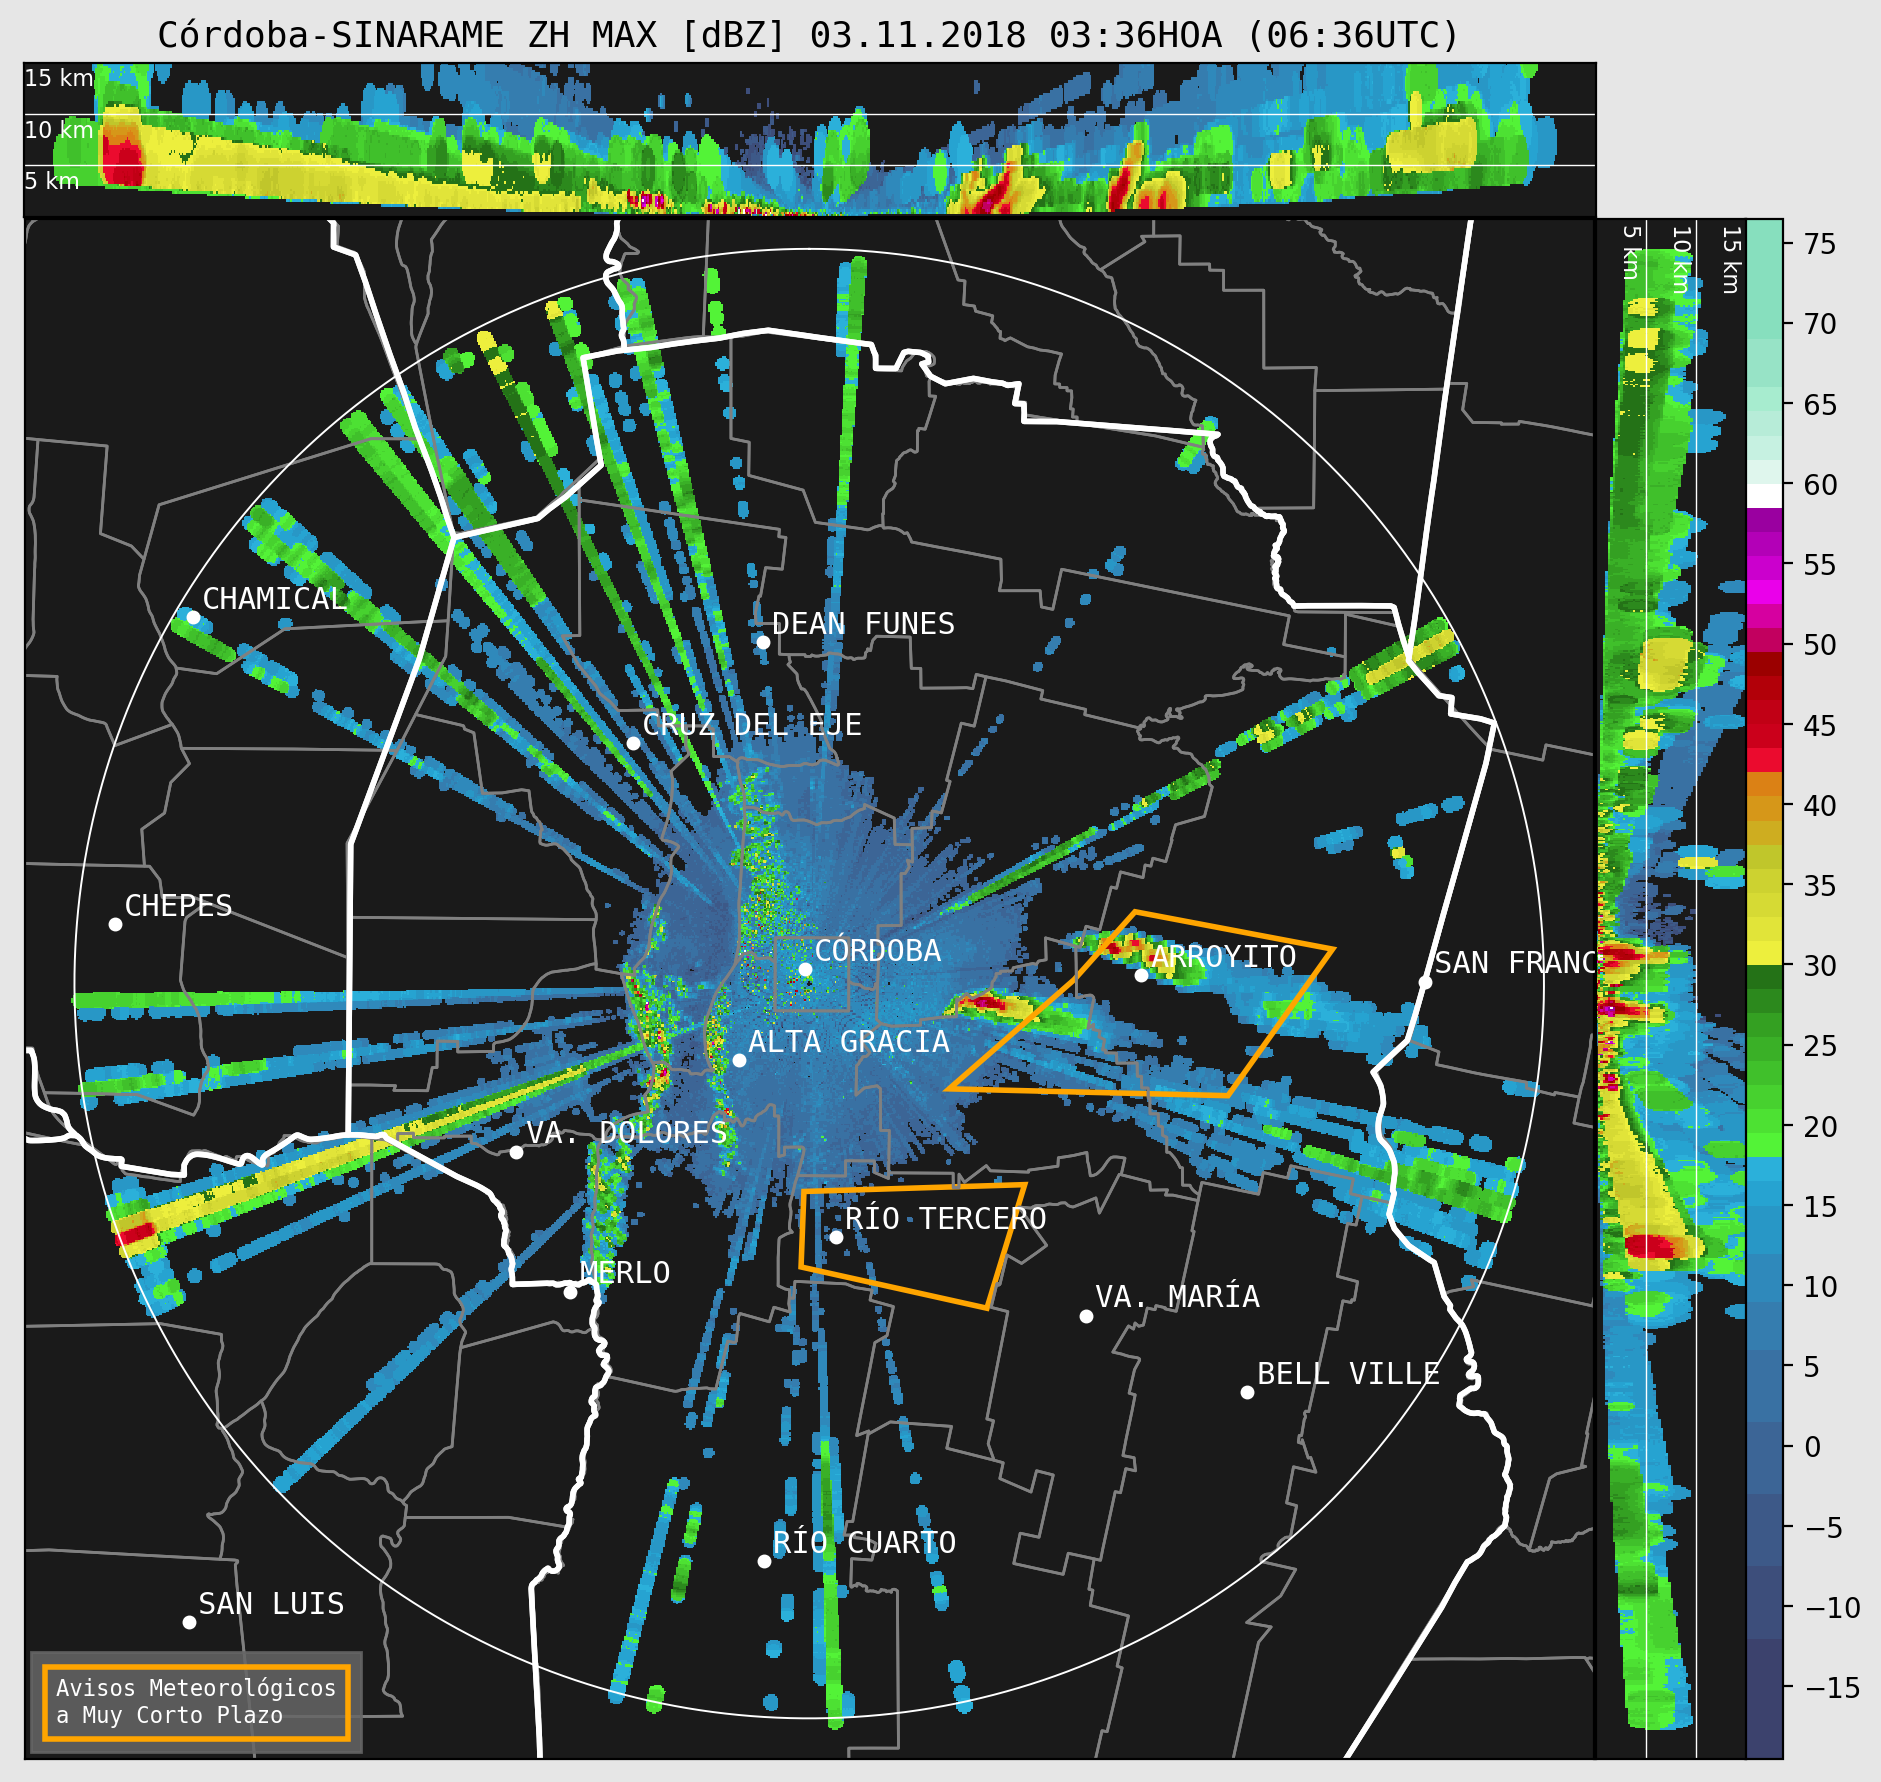 Córdoba-SINARAME ZH MAX [dBZ] 03.11.2018 03:36HOA (06:36UTC)
15 km
10 km
5 km
5 km
10 km
15 km
75
70
65
60
55
50
45
40
35
30
25
20
15
10
5
0
−5
−10
−15
CHAMICAL
DEAN FUNES
CRUZ DEL EJE
CHEPES
CÓRDOBA
ARROYITO
SAN FRANC
ALTA GRACIA
VA. DOLORES
RÍO TERCERO
MERLO
VA. MARÍA
BELL VILLE
RÍO CUARTO
SAN LUIS
Avisos Meteorológicos
a Muy Corto Plazo